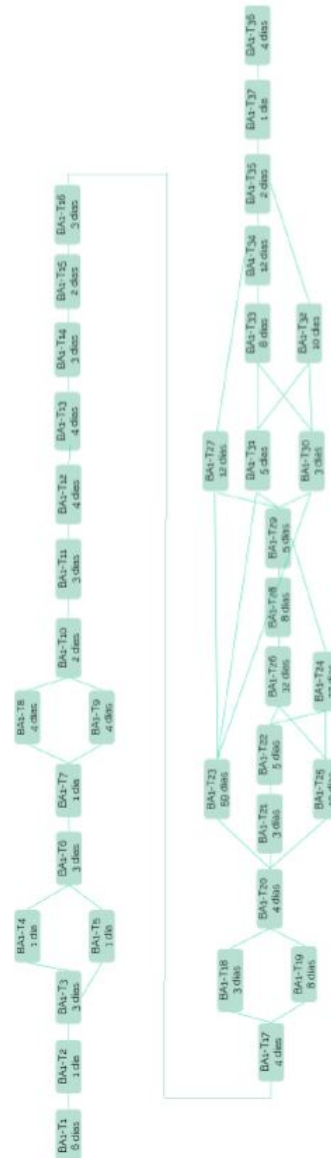 BA1-T1
6 dias
BA1-T2
1 dia
BA1-T3
3 dias
BA1-T4
1 dia
BA1-T5
1 dia
BA1-T6
3 dias
BA1-T7
1 dia
BA1-T8
4 dias
BA1-T9
4 dias
BA1-T10
2 dias
BA1-T11
3 dias
BA1-T12
4 dias
BA1-T13
4 dias
BA1-T14
3 dias
BA1-T15
2 dias
BA1-T16
3 dias
BA1-T17
4 dias
BA1-T18
3 dias
BA1-T19
8 dias
BA1-T20
4 dias
BA1-T23
BA1-T21
3 dias
BA1-T25
BA1-T22
5 dias
BA1-T26
BA1-T24
BA1-T28
8 dias
BA1-T29
5 dias
BA1-T27
12 dias
BA1-T31
5 dias
BA1-T30
3 dias
BA1-T33
BA1-T32
10 dias
BA1-T34
12 dias
BA1-T35
2 dias
BA1-T37
1 dia
BA1-T36
4 dias